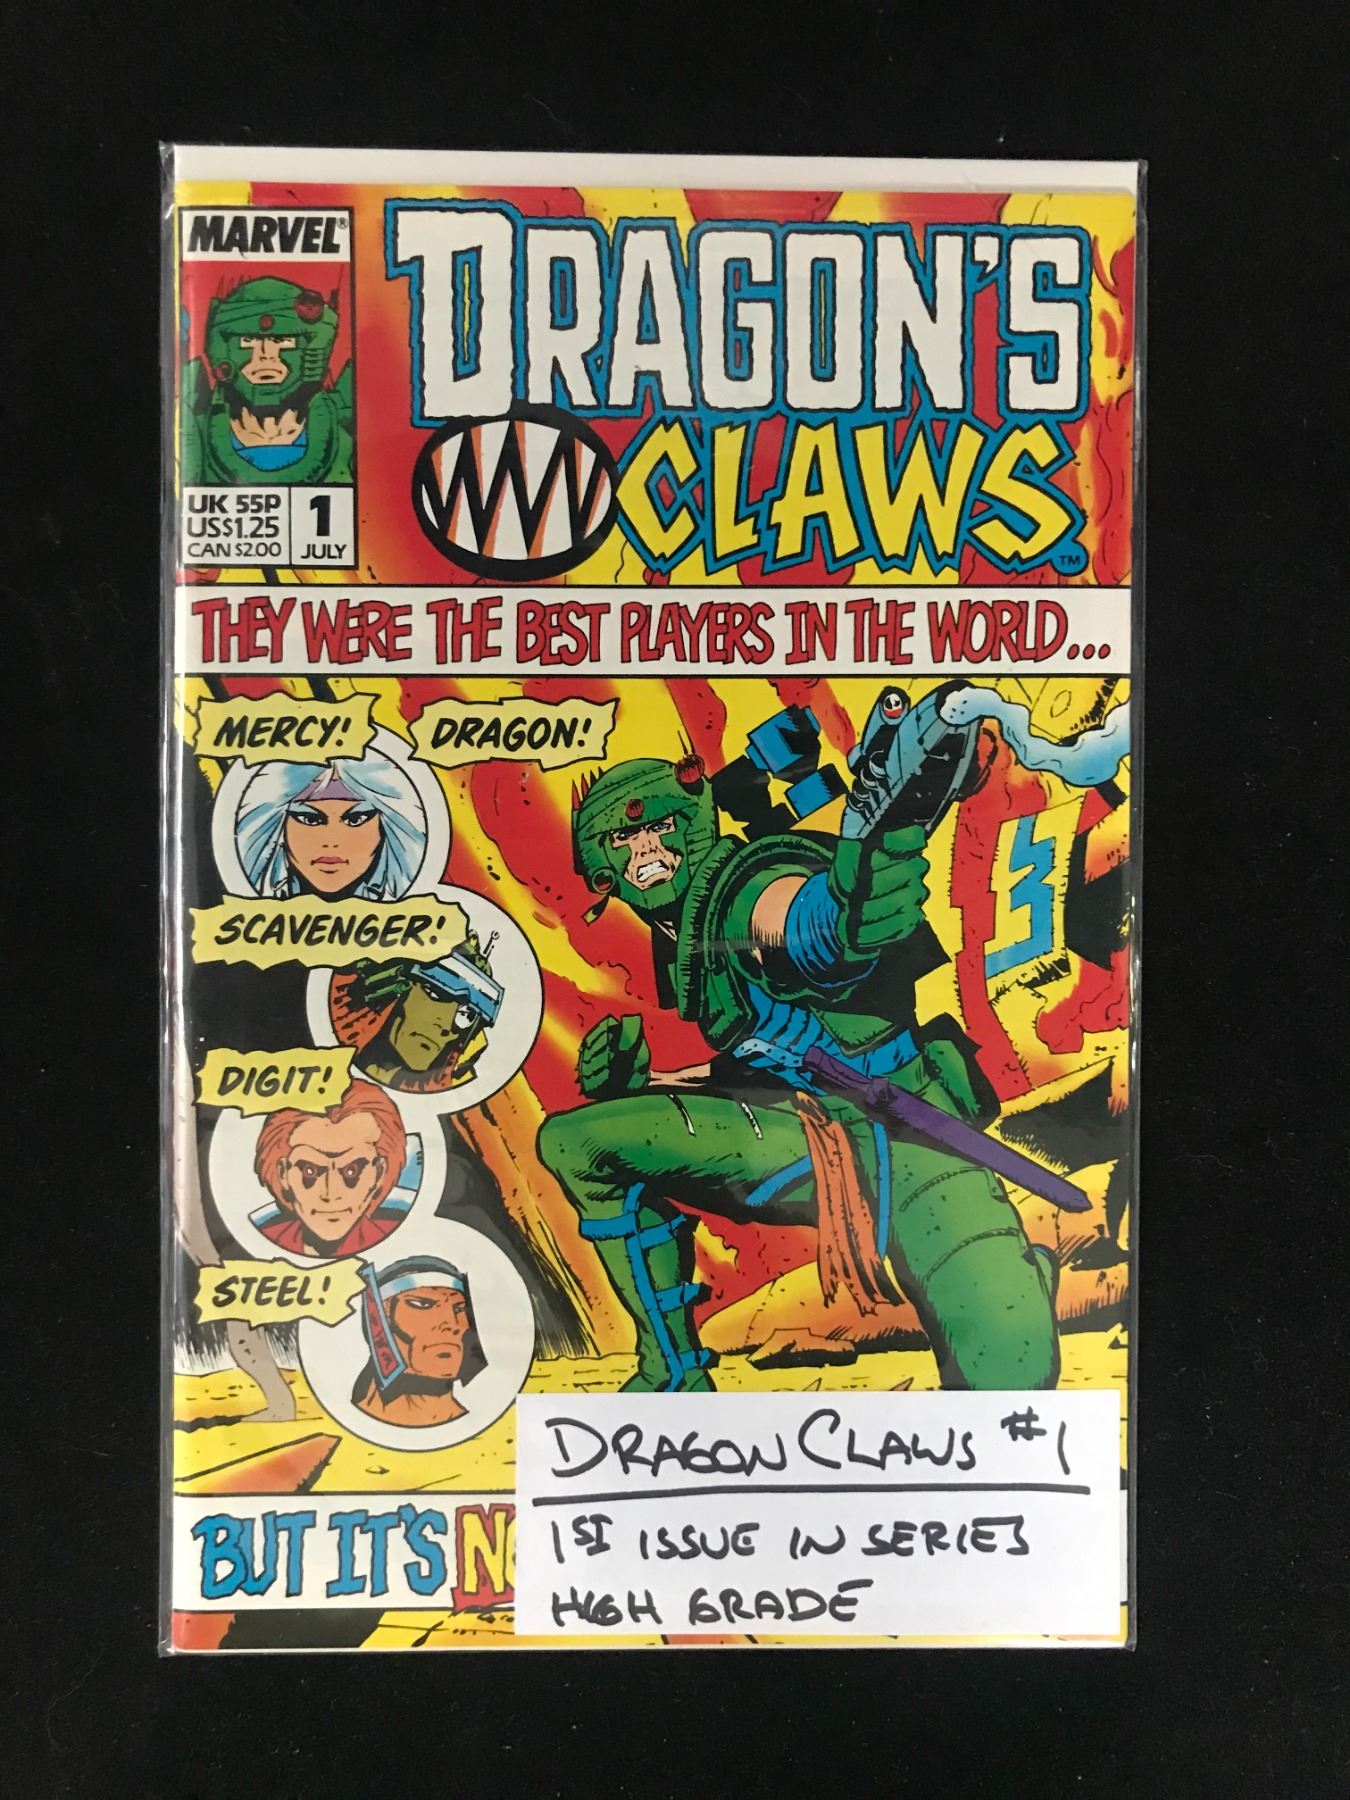 MARVEL®
DRAGON'S
CLAWS™
UK 55P
US$1.25
CAN $2.00
1
JULY
THEY WERE THE BEST PLAYERS IN THE WORLD...
MERCY! DRAGON!
SCAVENGER!
DIGIT!
STEEL!
BUT IT'S
DRAGON CLAWS #1
1ST ISSUE IN SERIES
HIGH GRADE